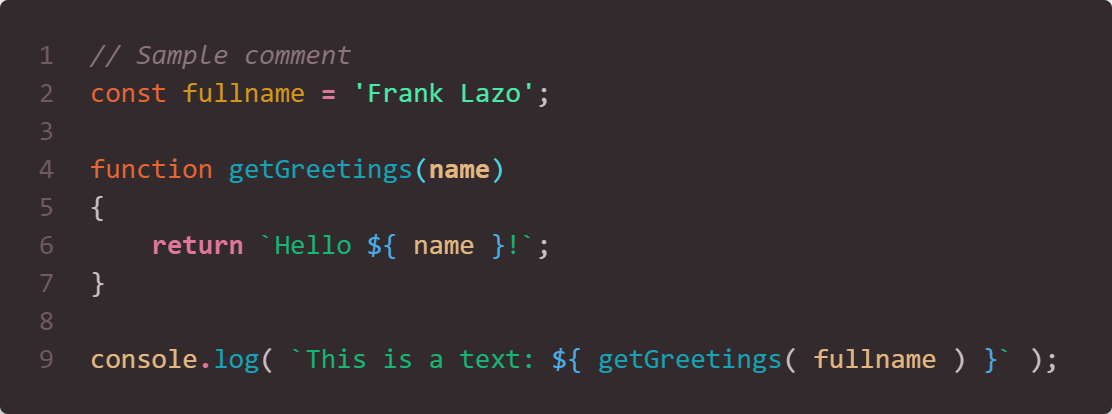 1 // Sample comment
2 const fullname = 'Frank Lazo';
3
4 function getGreetings(name)
5 {
6     return `Hello ${ name }!`;
7 }
8
9 console.log( `This is a text: ${ getGreetings( fullname ) }` );